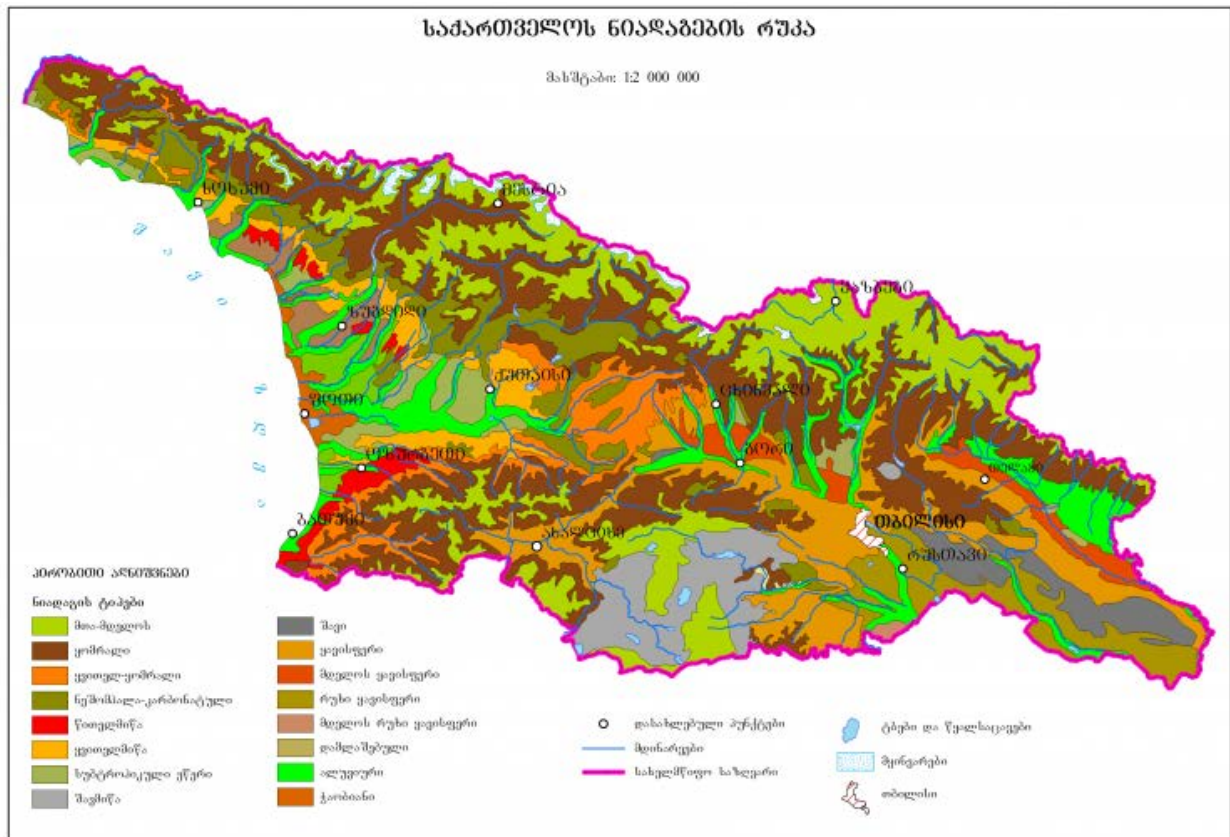 საქართველოს ნიადაგების რუკა
მასშტაბი: 1:2 000 000
სოხუმი
მესტია
შავი
ყაზბეგი
ზუგდიდი
ქუთაისი
ცხინვალი
ფოთი
ზღვა
ოზურგეთი
გორი
თელავი
ბათუმი
ახალციხე
თბილისი
რუსთავი
პირობითი აღნიშვნები
ნიადაგის ტიპები
მთა-მდელოს
ყომრალი
ყვითელ-ყომრალი
ნეშომპალა-კარბონატული
წითელმიწა
ყვითელმიწა
სუბტროპიკული ეწერი
შავმიწა
შავი
ყავისფერი
მდელოს ყავისფერი
რუხი ყავისფერი
მდელოს რუხი ყავისფერი
დამლაშებული
ალუვიური
ჭაობიანი
დასახლებული პუნქტები
მდინარეები
სახელმწიფო საზღვარი
ტბები და წყალსაცავები
მყინვარები
თბილისი